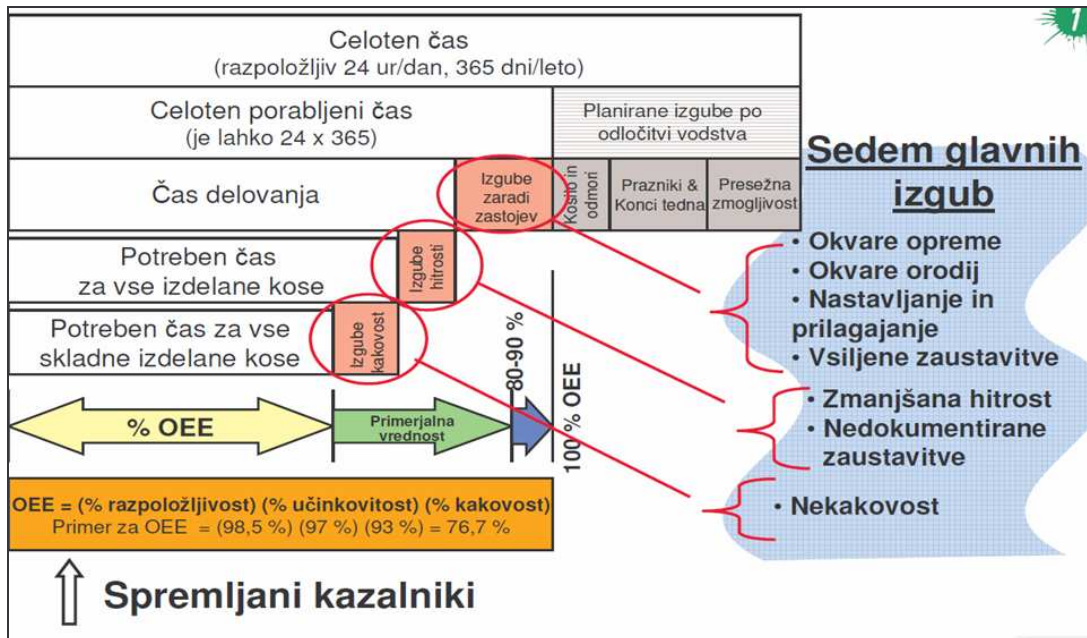 1
Celoten čas
(razpoložljiv 24 ur/dan, 365 dni/leto)
Celoten porabljeni čas
(je lahko 24 x 365)
Planirane izgube po
odločitvi vodstva
Čas delovanja
Izgube
zaradi
zastojev
Kosilo in
odmori
Prazniki &
Konci tedna
Presežna
zmogljivost
Potreben čas
za vse izdelane kose
Izgube
hitrosti
Potreben čas za vse
skladne izdelane kose
Izgube
kakovost
80-90 %
100 % OEE
% OEE
Primerjalna
vrednost
OEE = (% razpoložljivost) (% učinkovitost) (% kakovost)
Primer za OEE = (98,5 %) (97 %) (93 %) = 76,7 %
Spremljani kazalniki
Sedem glavnih
izgub
• Okvare opreme
• Okvare orodij
• Nastavljanje in
prilagajanje
• Vsiljene zaustavitve
• Zmanjšana hitrost
• Nedokumentirane
zaustavitve
• Nekakovost